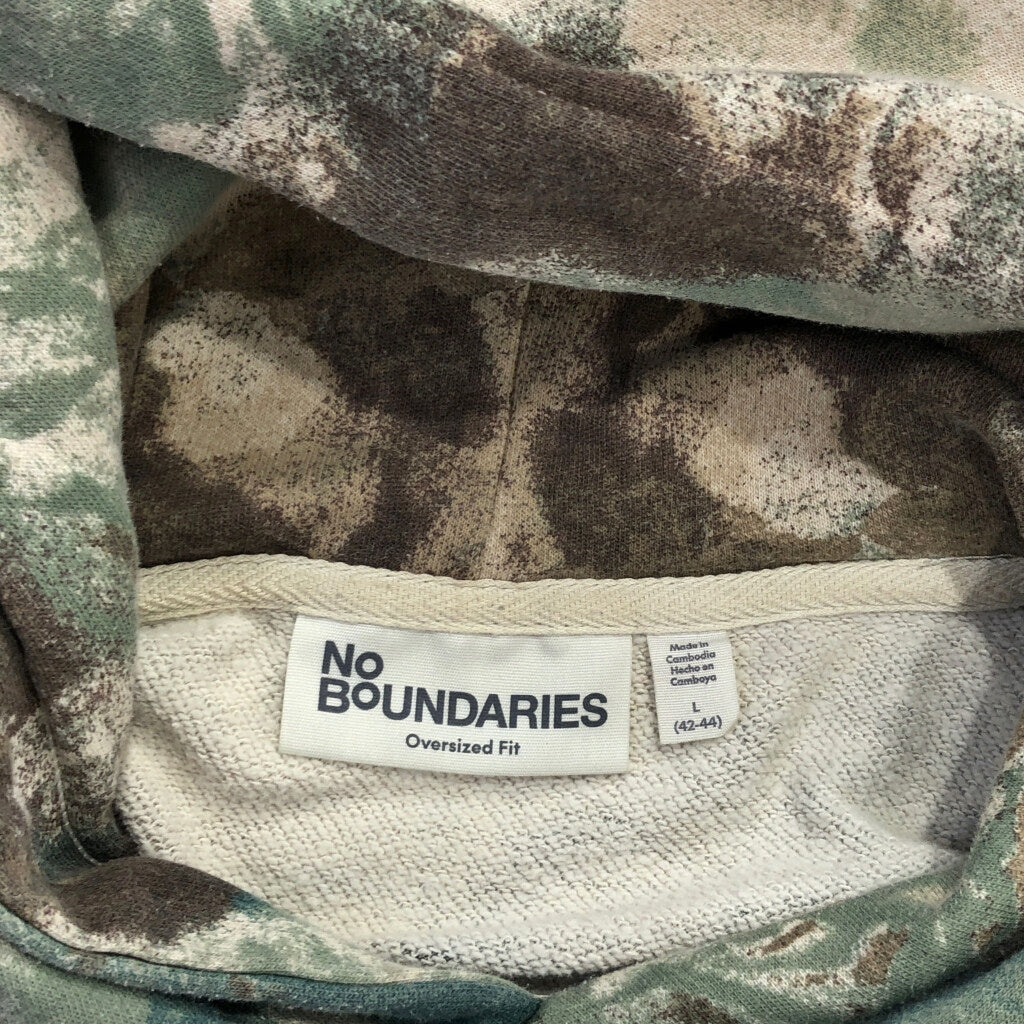 No
BOUNDARIES
Oversized Fit
Made in
Cambodia
Hecho en
Camboya
L
(42-44)